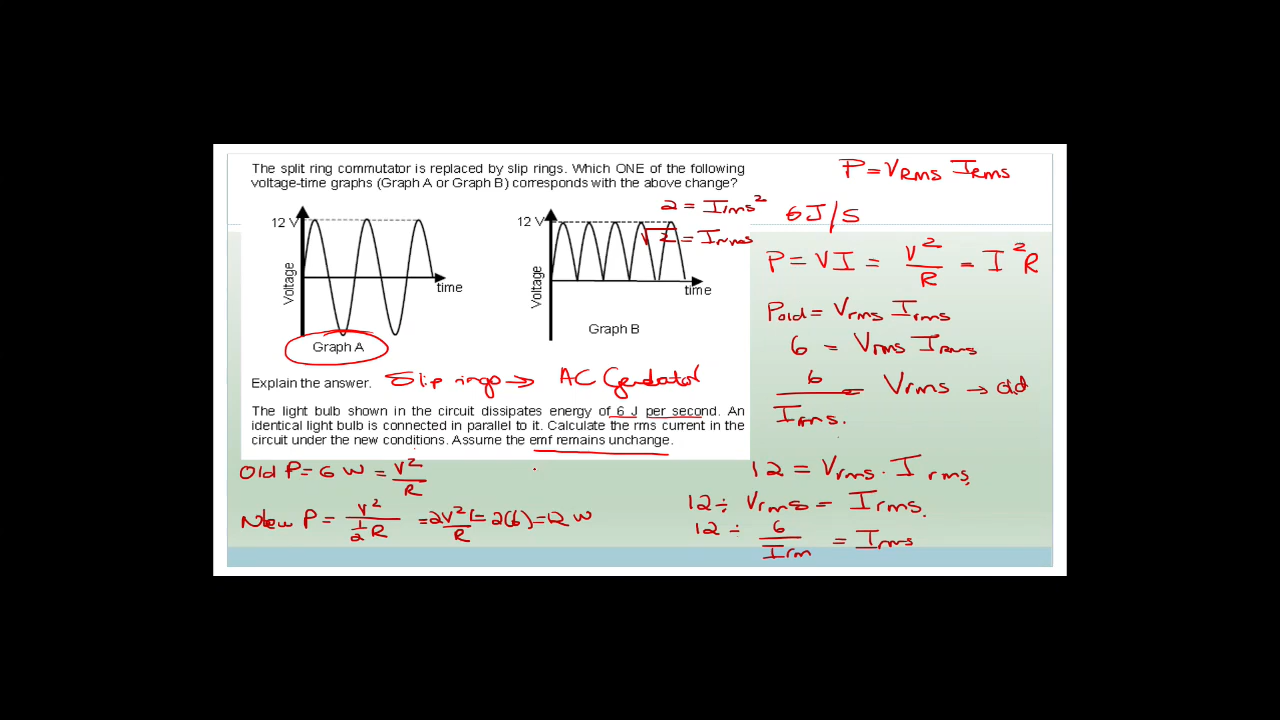 The split ring commutator is replaced by slip rings. Which ONE of the following
voltage-time graphs (Graph A or Graph B) corresponds with the above change?
12 V
Voltage
time
Graph A
12 V
Voltage
time
Graph B
2 = Irms²
√2 = Irms
Explain the answer. Slip rings → AC Generator
The light bulb shown in the circuit dissipates energy of 6 J per second. An
identical light bulb is connected in parallel to it. Calculate the rms current in the
circuit under the new conditions. Assume the emf remains unchange.
Old P = 6 W = V²/R
New P = V²/½R = 2V²/R = 2(6) = 12 W
P = VRms IRms
6 J/S
P = VI = V²/R = I²R
Pold = Vrms Irms
6 = Vrms IRms
6/Irms. = Vrms → old
12 = Vrms . Irms,
12 ÷ Vrms = Irms.
12 ÷ 6/Irm = Irms